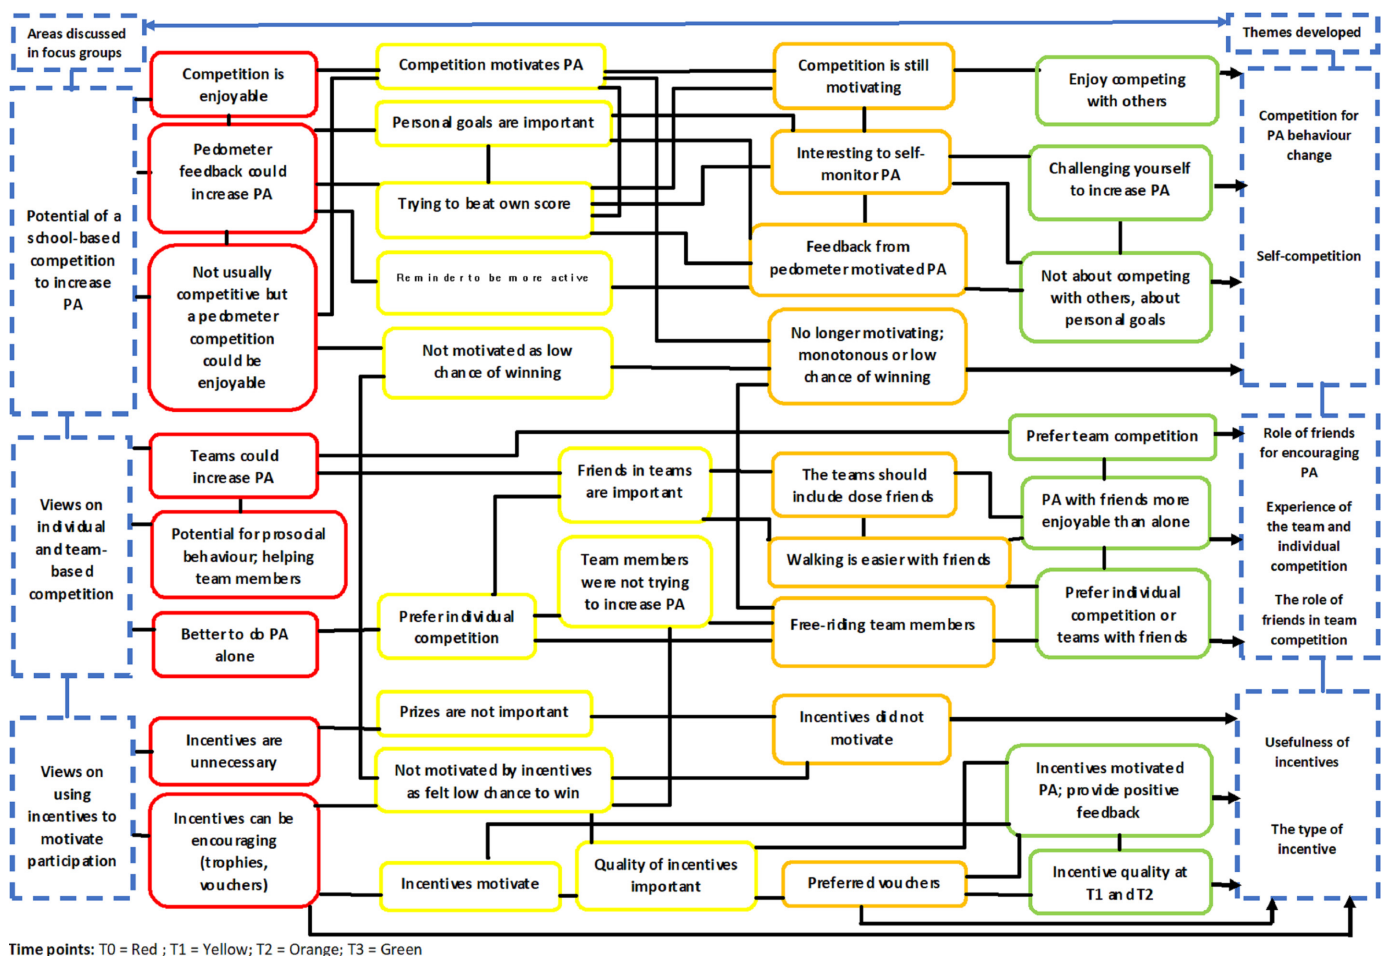 Areas discussed
in focus groups
Themes developed
Potential of a
school-based
competition
to increase
PA
Views on
individual
and team-
based
competition
Views on
using
incentives to
motivate
participation
Competition is
enjoyable
Pedometer
feedback could
increase PA
Not usually
competitive but
a pedometer
competition
could be
enjoyable
Teams could
increase PA
Potential for prosocial
behaviour; helping
team members
Better to do PA
alone
Incentives are
unnecessary
Incentives can be
encouraging
(trophies,
vouchers)
Competition motivates PA
Personal goals are important
Trying to beat own score
Reminder to be more active
Not motivated as low
chance of winning
Friends in teams
are important
Team members
were not trying
to increase PA
Prefer individual
competition
Prizes are not important
Not motivated by incentives
as felt low chance to win
Incentives motivate
Quality of incentives
important
Competition is still
motivating
Interesting to self-
monitor PA
Feedback from
pedometer motivated PA
No longer motivating;
monotonous or low
chance of winning
The teams should
include close friends
Walking is easier with friends
Free-riding team members
Incentives did not
motivate
Preferred vouchers
Enjoy competing
with others
Challenging yourself
to increase PA
Not about competing
with others, about
personal goals
Prefer team competition
PA with friends more
enjoyable than alone
Prefer individual
competition or
teams with friends
Incentives motivated
PA; provide positive
feedback
Incentive quality at
T1 and T2
Competition for
PA behaviour
change
Self-competition
Role of friends
for encouraging
PA
Experience of
the team and
individual
competition
The role of
friends in team
competition
Usefulness of
incentives
The type of
incentive
Time points: T0 = Red ; T1 = Yellow; T2 = Orange; T3 = Green